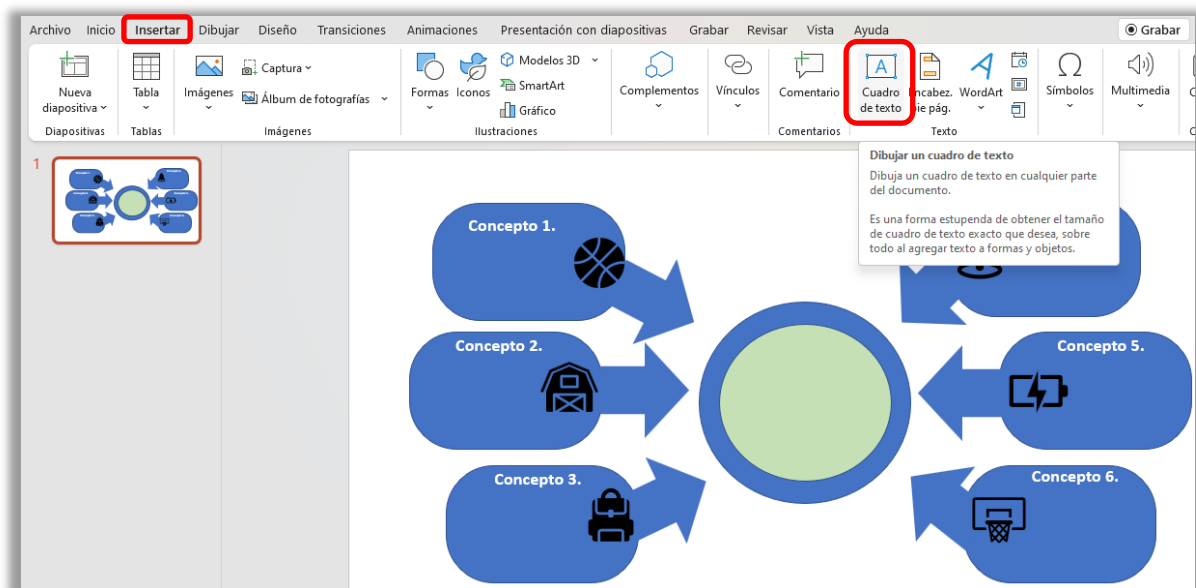 Archivo Inicio Insertar Dibujar Diseño Transiciones Animaciones Presentación con diapositivas Grabar Revisar Vista Ayuda Grabar
Nueva diapositiva
Tabla
Imágenes
Captura
Álbum de fotografías
Formas
Iconos
Modelos 3D
SmartArt
Gráfico
Complementos
Vínculos
Comentario
Cuadro de texto
Encabez.
pie pág.
WordArt
Símbolos
Multimedia
Diapositivas
Tablas
Imágenes
Ilustraciones
Comentarios
Texto
1
Dibujar un cuadro de texto
Dibuja un cuadro de texto en cualquier parte
del documento.
Es una forma estupenda de obtener el tamaño
de cuadro de texto exacto que desea, sobre
todo al agregar texto a formas y objetos.
Concepto 1.
Concepto 2.
Concepto 5.
Concepto 3.
Concepto 6.